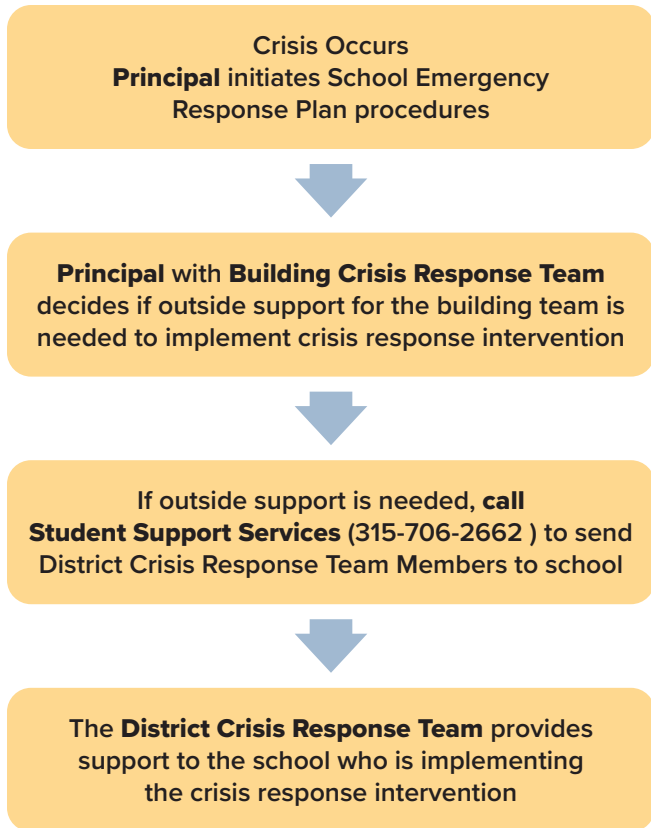 Crisis Occurs
Principal initiates School Emergency
Response Plan procedures
Principal with Building Crisis Response Team
decides if outside support for the building team is
needed to implement crisis response intervention
If outside support is needed, call
Student Support Services (315-706-2662 ) to send
District Crisis Response Team Members to school
The District Crisis Response Team provides
support to the school who is implementing
the crisis response intervention